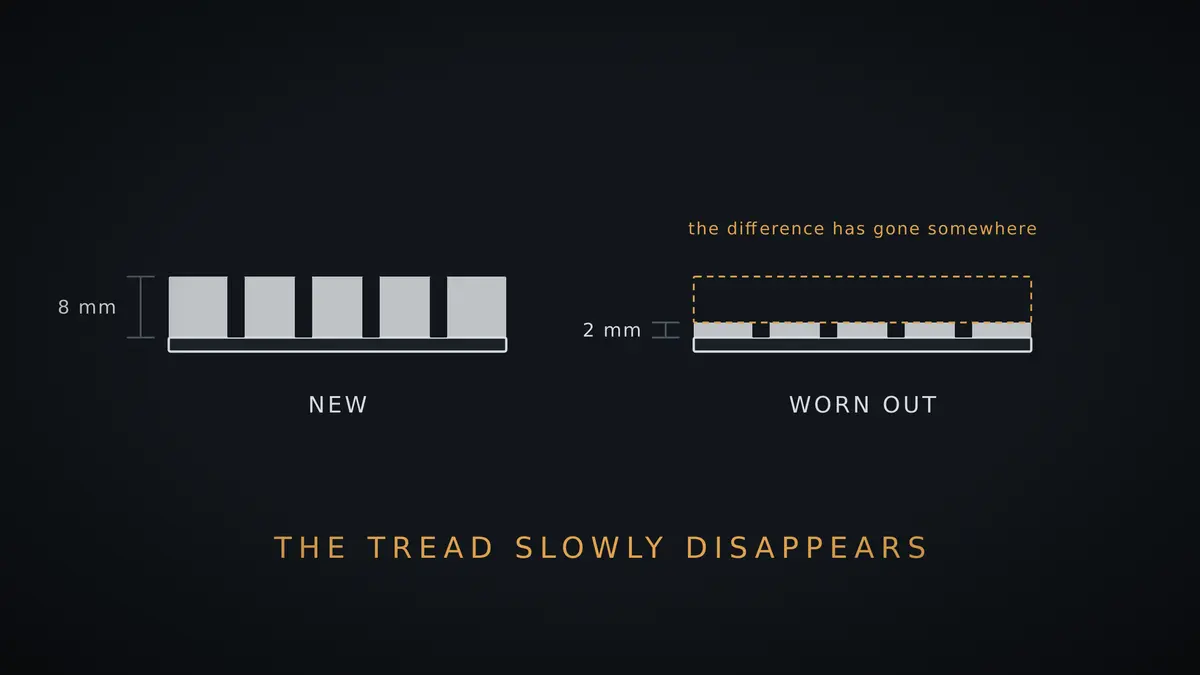 the difference has gone somewhere
8 mm
2 mm
NEW
WORN OUT
THE TREAD SLOWLY DISAPPEARS